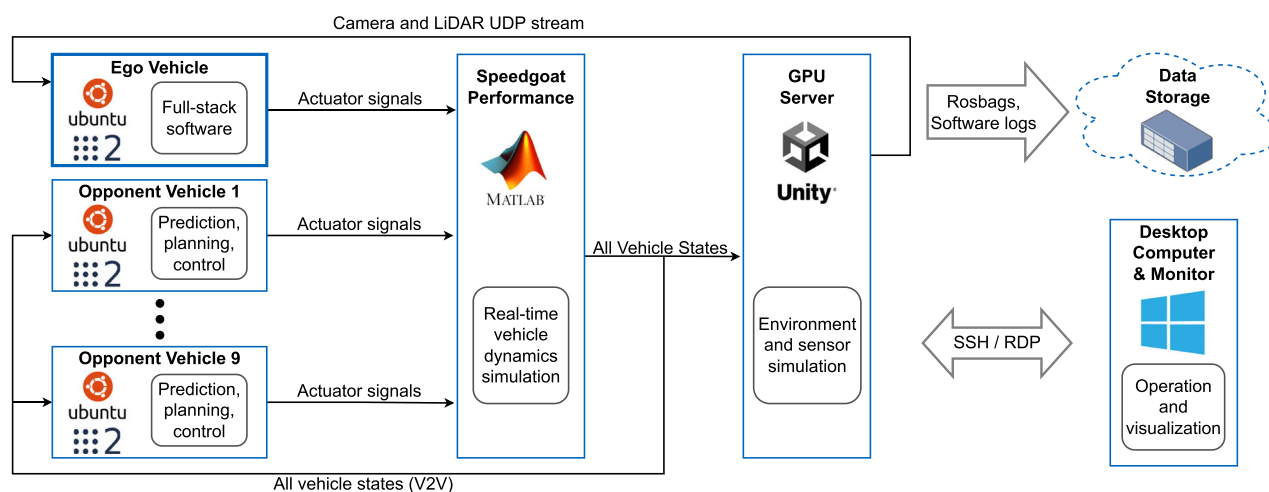 Camera and LiDAR UDP stream
Ego Vehicle
ubuntu
2
Full-stack
software
Actuator signals
Opponent Vehicle 1
ubuntu
2
Prediction,
planning,
control
Actuator signals
Opponent Vehicle 9
ubuntu
2
Prediction,
planning,
control
Actuator signals
All vehicle states (V2V)
Speedgoat
Performance
MATLAB
Real-time
vehicle
dynamics
simulation
All Vehicle States
GPU
Server
Unity
Environment
and sensor
simulation
Rosbags,
Software logs
Data
Storage
SSH / RDP
Desktop
Computer
& Monitor
Operation
and
visualization